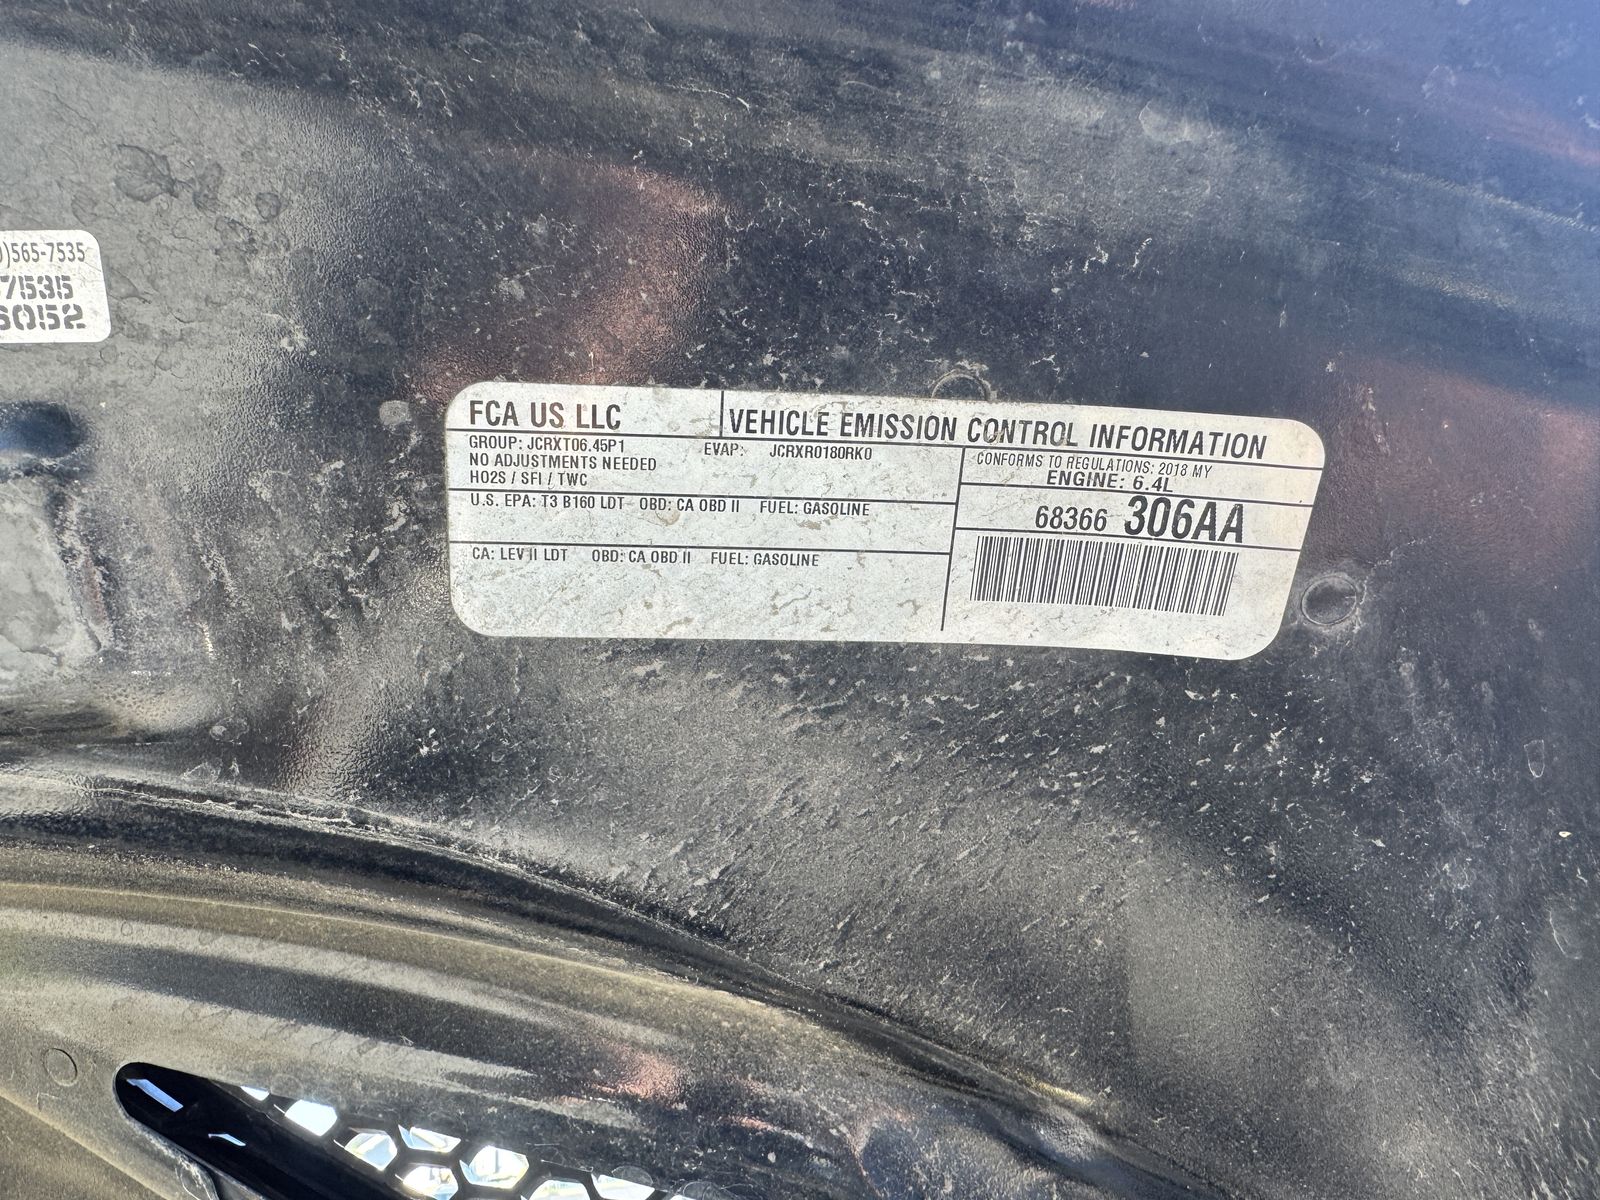 )565-7535
7535
6052
FCA US LLC
VEHICLE EMISSION CONTROL INFORMATION
GROUP: JCRXT06.45P1 EVAP: JCRXR0180RK0
NO ADJUSTMENTS NEEDED
HO2S / SFI / TWC
CONFORMS TO REGULATIONS: 2018 MY
ENGINE: 6.4L
U.S. EPA: T3 B160 LDT OBD: CA OBD II FUEL: GASOLINE
68366 306AA
CA: LEV II LDT OBD: CA OBD II FUEL: GASOLINE